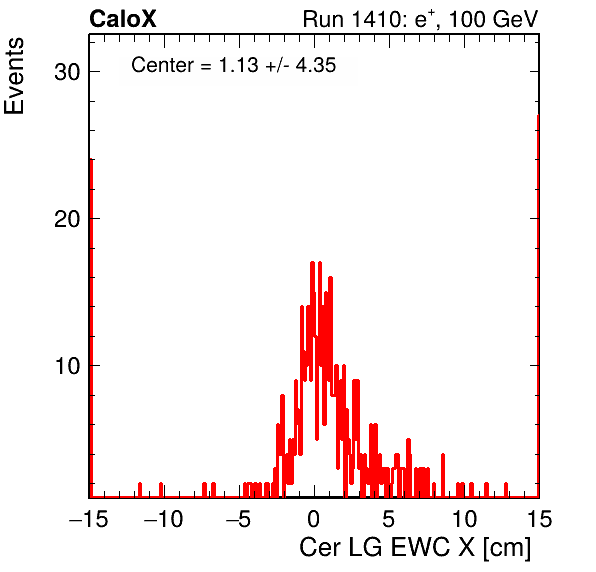 CaloX Run 1410: e⁺, 100 GeV
Events
Center = 1.13 +/- 4.35
30
20
10
−15 −10 −5 0 5 10 15
Cer LG EWC X [cm]